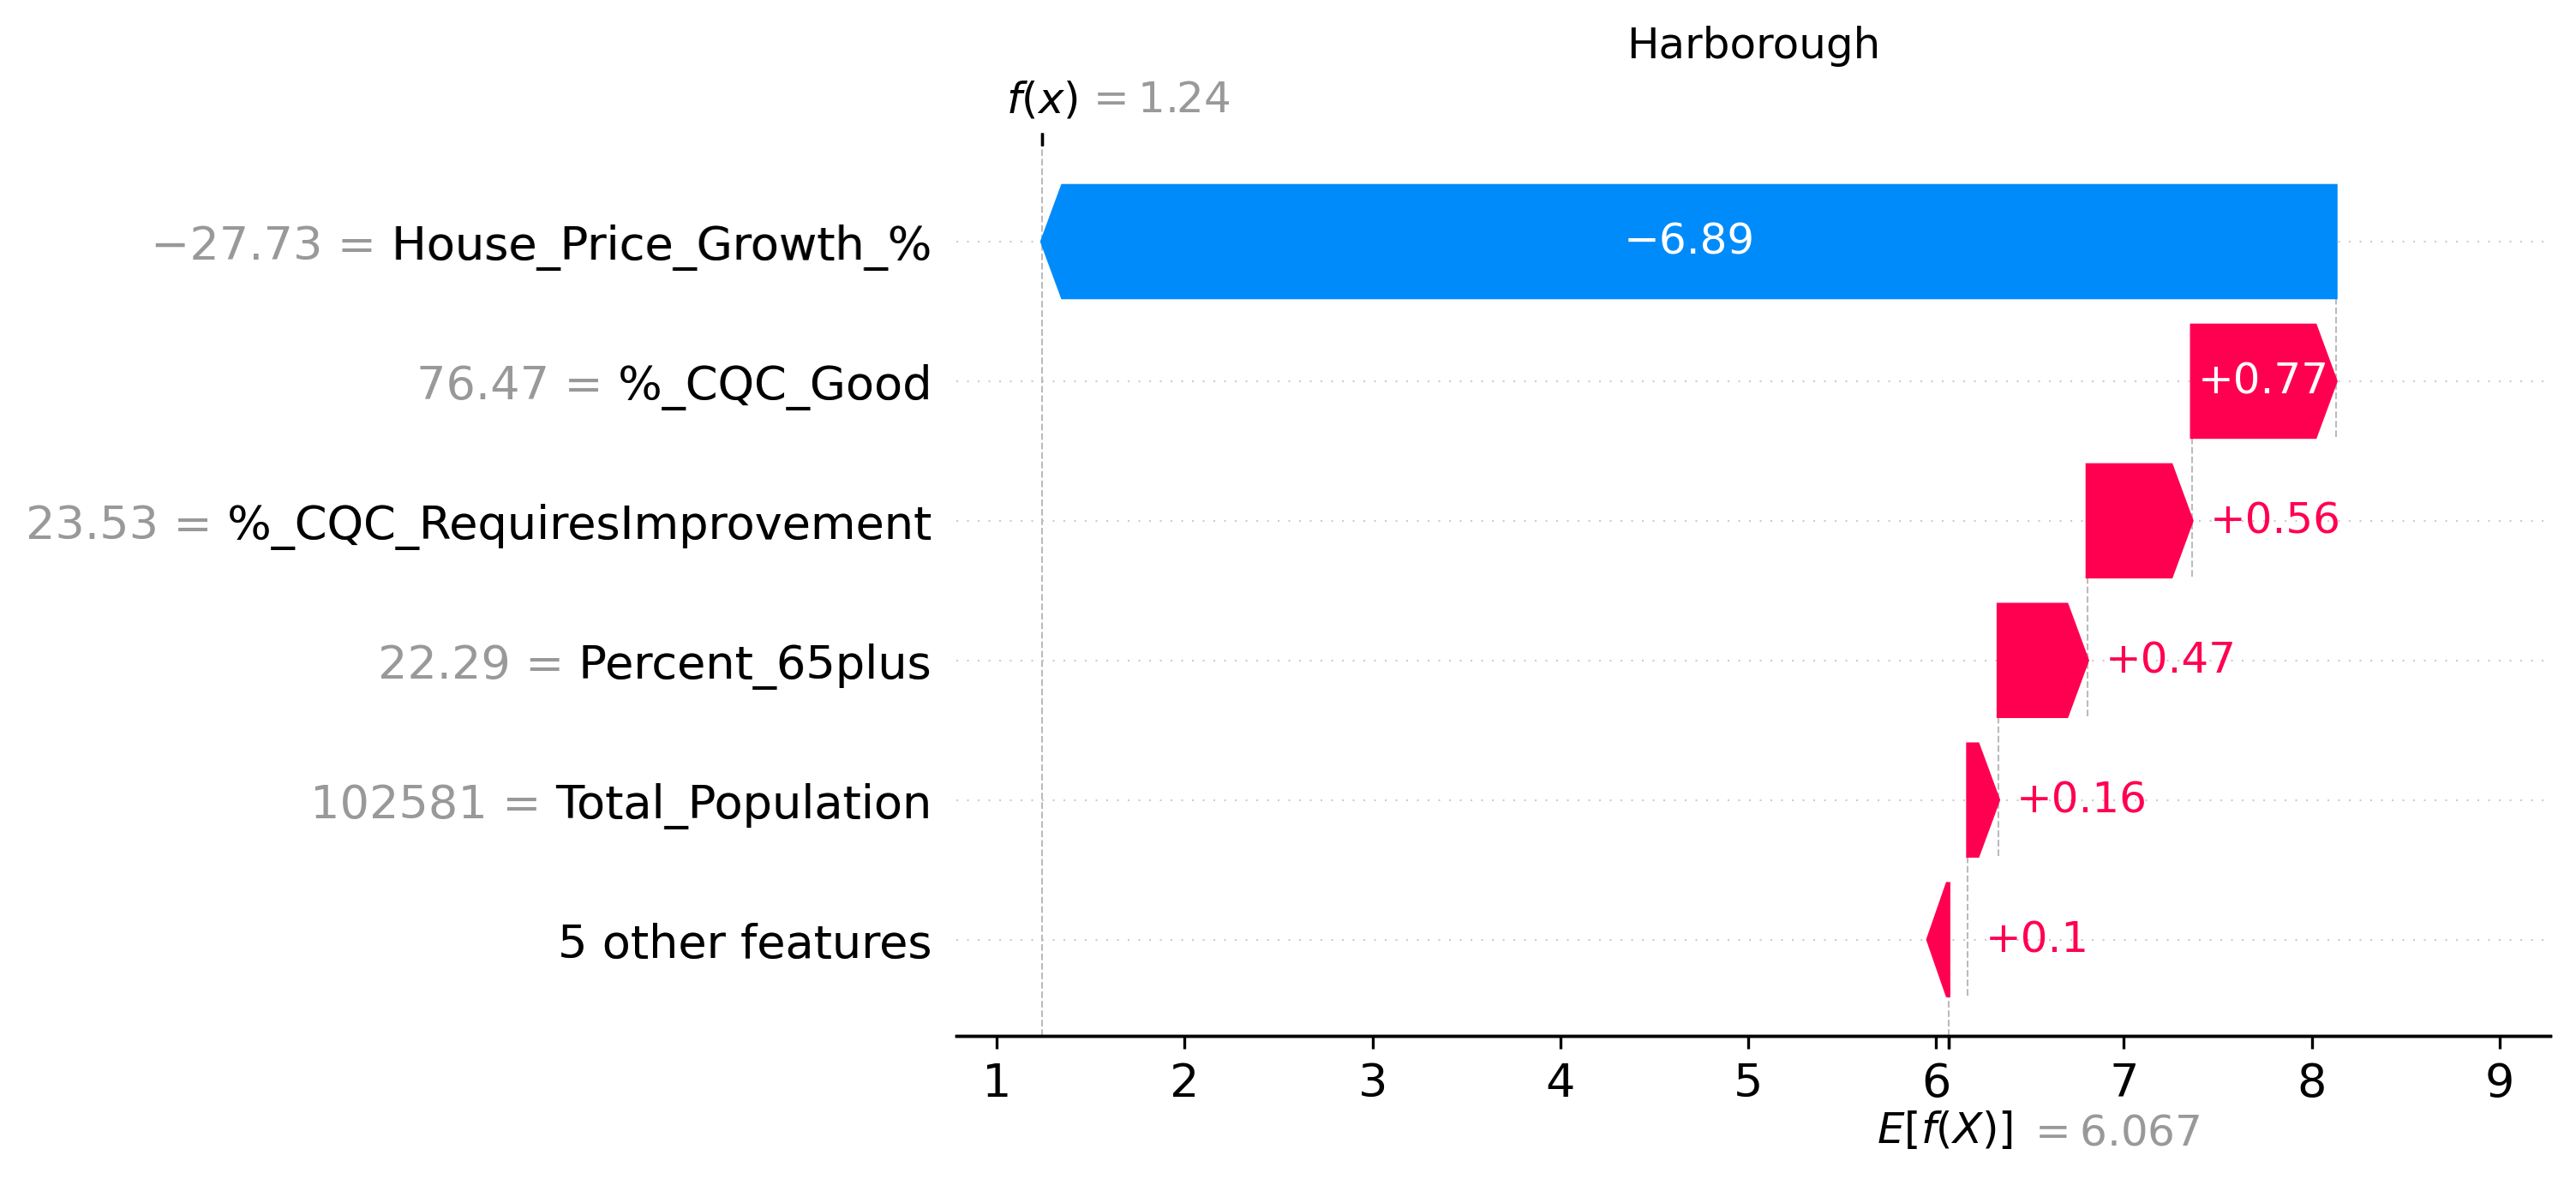 Harborough
f(x) = 1.24
−27.73 = House_Price_Growth_%
−6.89
76.47 = %_CQC_Good
+0.77
23.53 = %_CQC_RequiresImprovement
+0.56
22.29 = Percent_65plus
+0.47
102581 = Total_Population
+0.16
5 other features
+0.1
1 2 3 4 5 6 7 8 9
E[f(X)] = 6.067